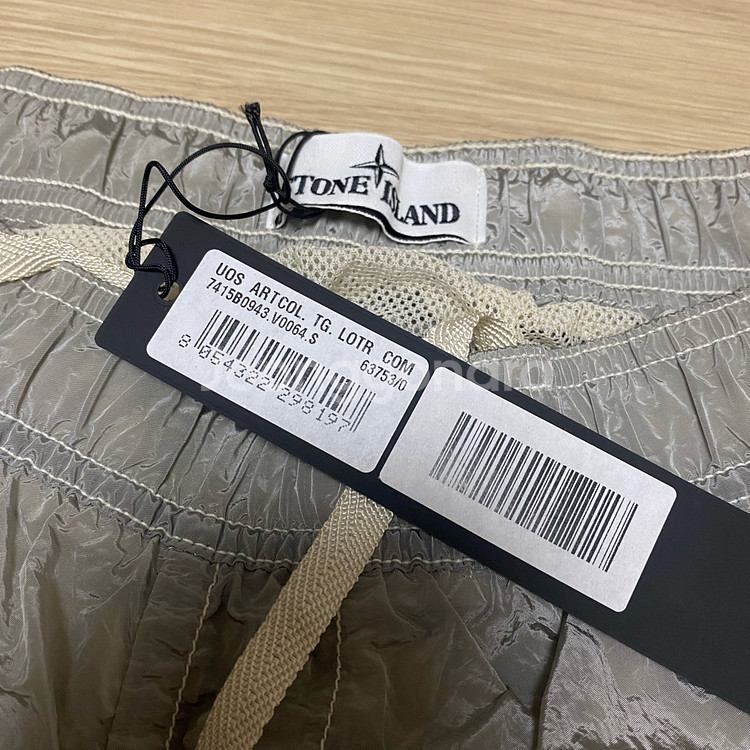 STONE ISLAND
UOS ARTCOL. TG. LOTR COM
7415B0943.V0064.S 63753/0
8 054322 298197